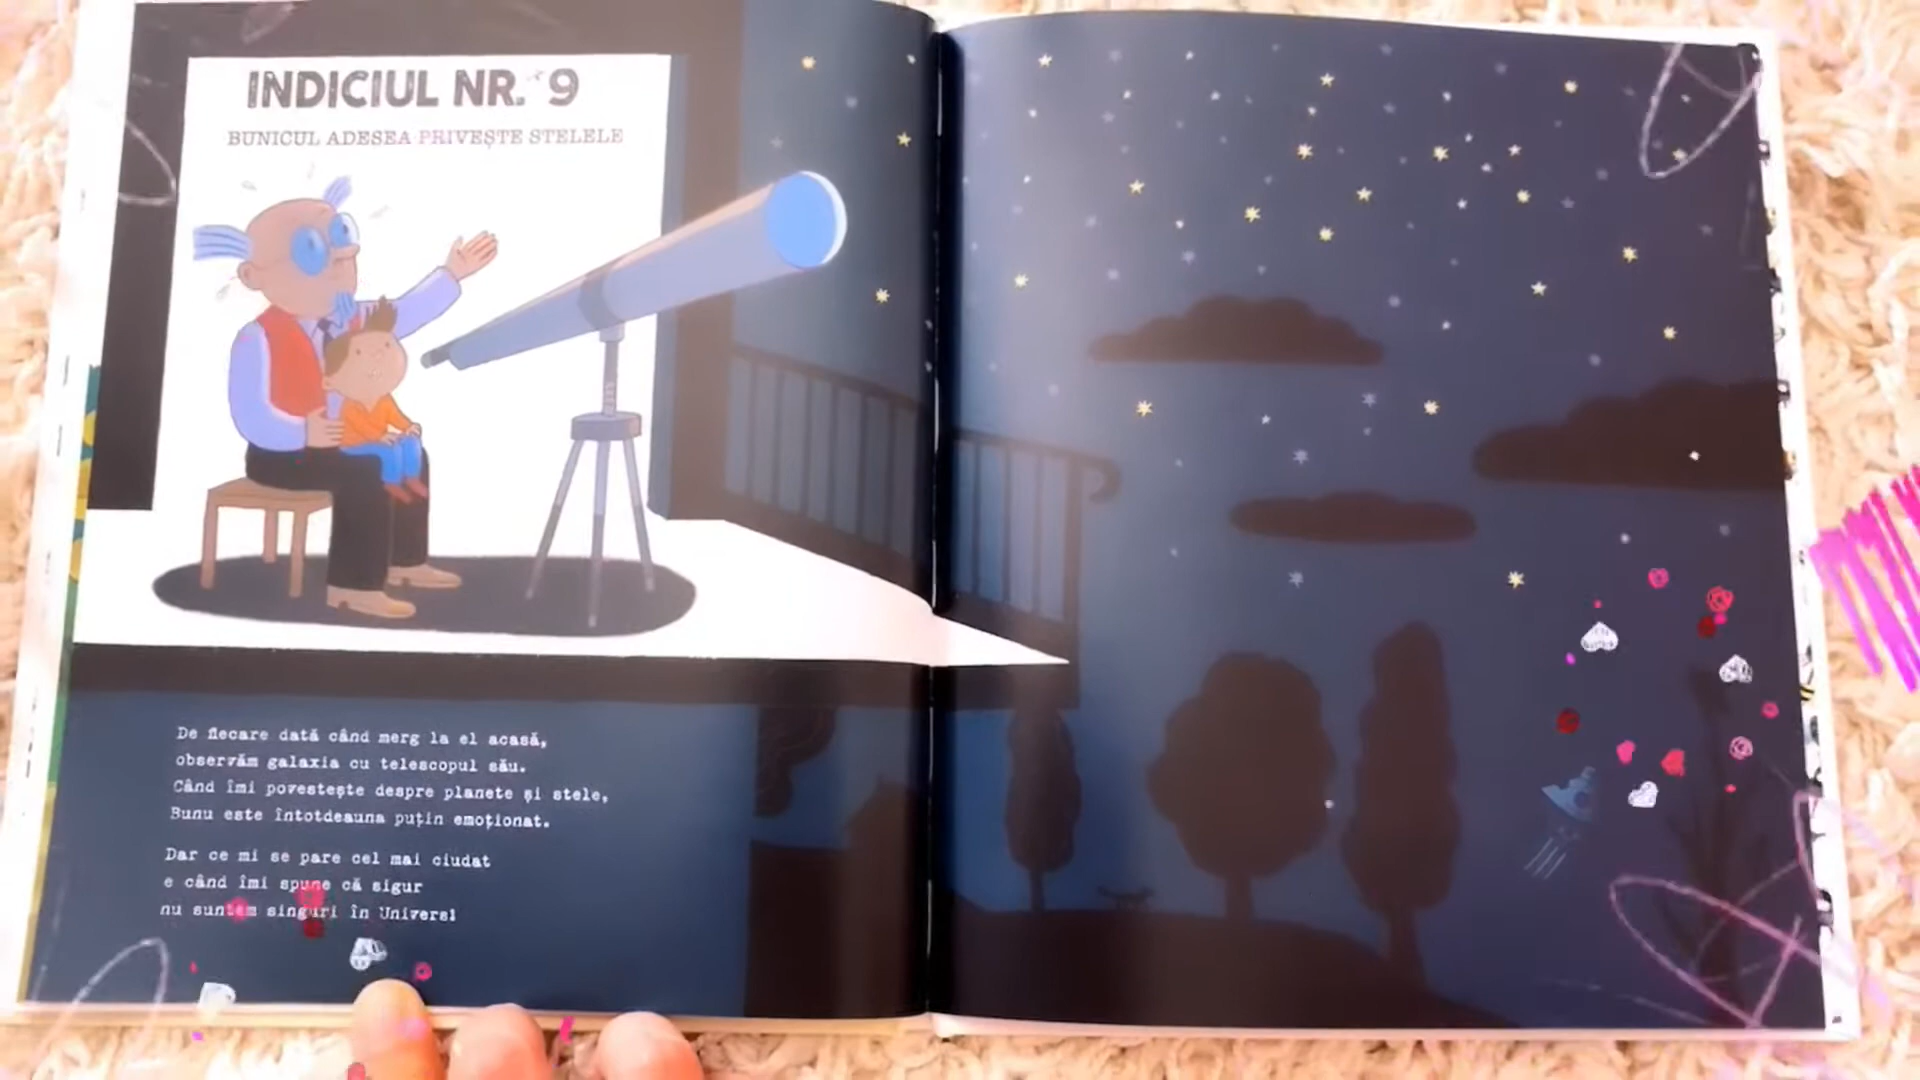 INDICIUL NR. 9
BUNICUL ADESEA PRIVEȘTE STELELE
De fiecare dată când merg la el acasă,
observăm galaxia cu telescopul său.
Când îmi povestește despre planete și stele,
Bunu este întotdeauna puțin emoționat.
Dar ce mi se pare cel mai ciudat
e când îmi spune că sigur
nu suntem singuri în Univers!